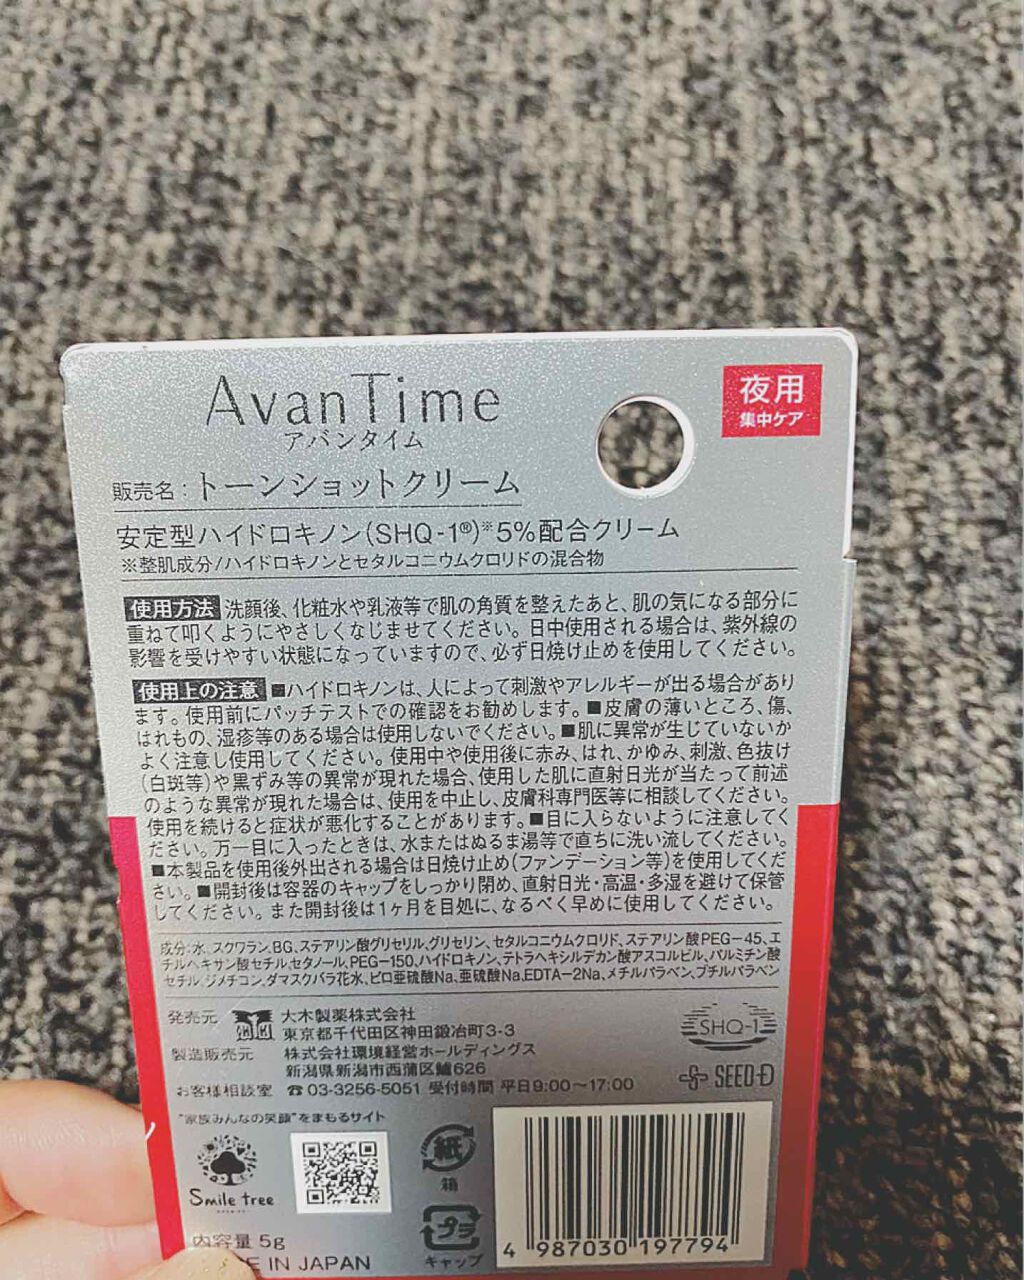 AvanTime
アバンタイム
夜用
集中ケア
販売名：トーンショットクリーム
安定型ハイドロキノン(SHQ-1®)※5%配合クリーム
※整肌成分/ハイドロキノンとセタルコニウムクロリドの混合物
使用方法 洗顔後、化粧水や乳液等で肌の角質を整えたあと、肌の気になる部分に
重ねて叩くようにやさしくなじませてください。日中使用される場合は、紫外線の
影響を受けやすい状態になっていますので、必ず日焼け止めを使用してください。
使用上の注意 ■ハイドロキノンは、人によって刺激やアレルギーが出る場合があり
ます。使用前にパッチテストでの確認をお勧めします。■皮膚の薄いところ、傷、
はれもの、湿疹等のある場合は使用しないでください。■肌に異常が生じていないか
よく注意し使用してください。使用中や使用後に赤み、はれ、かゆみ、刺激、色抜け
(白斑等)や黒ずみ等の異常が現れた場合、使用した肌に直射日光が当たって前述
のような異常が現れた場合は、使用を中止し、皮膚科専門医等に相談してください。
使用を続けると症状が悪化することがあります。■目に入らないように注意してく
ださい。万一目に入ったときは、水またはぬるま湯等で直ちに洗い流してください。
■本製品を使用後外出される場合は日焼け止め(ファンデーション等)を使用してくだ
さい。■開封後は容器のキャップをしっかり閉め、直射日光・高温・多湿を避けて保管
してください。また開封後は1ヶ月を目処に、なるべく早めに使用してください。
成分：水、スクワラン、BG、ステアリン酸グリセリル、グリセリン、セタルコニウムクロリド、ステアリン酸PEG-45、エ
チルヘキサン酸セチル、セタノール、PEG-150、ハイドロキノン、テトラヘキシルデカン酸アスコルビル、パルミチン酸
セチル、ジメチコン、ダマスクバラ花水、ピロ亜硫酸Na、亜硫酸Na、EDTA-2Na、メチルパラベン、ブチルパラベン
発売元 大木製薬株式会社
東京都千代田区神田鍛冶町3-3
製造販売元 株式会社環境経営ホールディングス
新潟県新潟市西蒲区鱸626
お客様相談室 ☎03-3256-5051 受付時間 平日9:00〜17:00
SHQ-1
SEED-D
"家族みんなの笑顔"をまもるサイト
Smile tree
紙
箱
プラ
キャップ
内容量 5g
E IN JAPAN
4 987030 197794